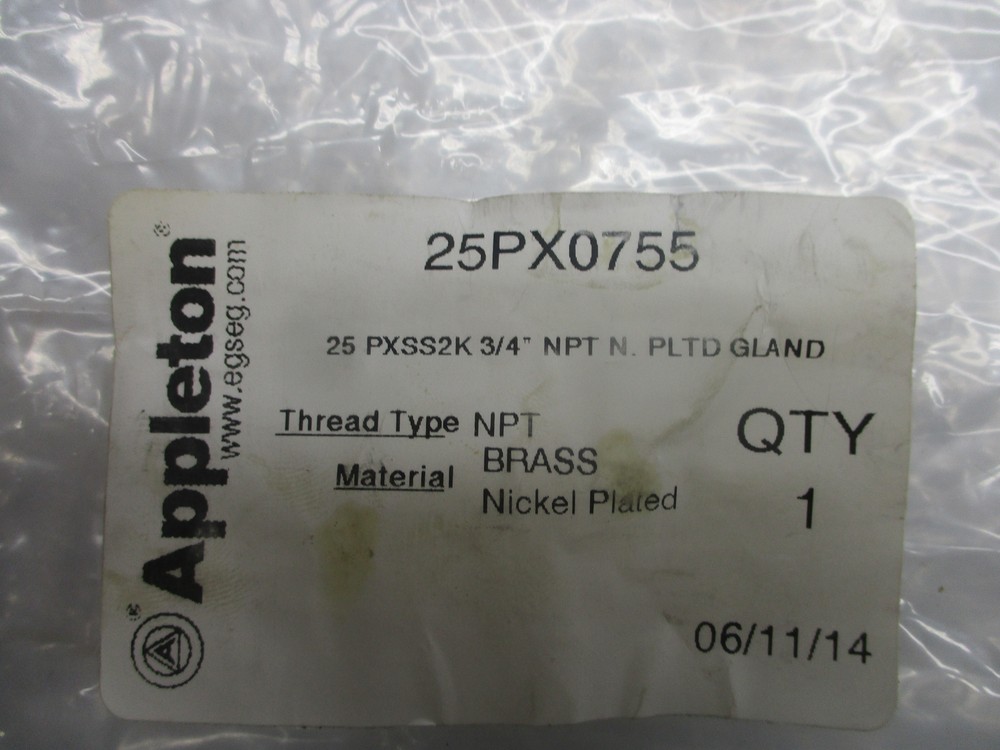 25PX0755
25 PXSS2K 3/4" NPT N. PLTD GLAND
Thread Type NPT
Material BRASS
Nickel Plated
QTY
1
06/11/14
Appleton®
www.egseg.com
A ®